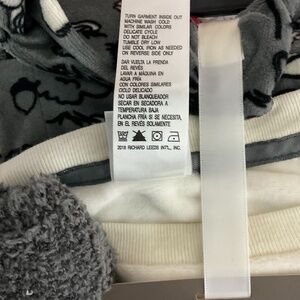 TURN GARMENT INSIDE OUT
MACHINE WASH COLD
WITH SIMILAR COLORS
DELICATE CYCLE
DO NOT BLEACH
TUMBLE DRY LOW
USE COOL IRON AS NEEDED
ON REVERSE SIDE ONLY
DAR VUELTA LA PRENDA
DEL REVÉS
LAVAR A MÁQUINA EN
AGUA FRÍA
CON COLORES SIMILARES
CICLO DELICADO
NO USAR BLANQUEADOR
SECAR EN SECADORA A
TEMPERATURA BAJA
PLANCHA FRÍA SI SE NECESITA,
EN EL REVÉS SOLAMENTE
2018 RICHARD LEEDS INT'L., INC.